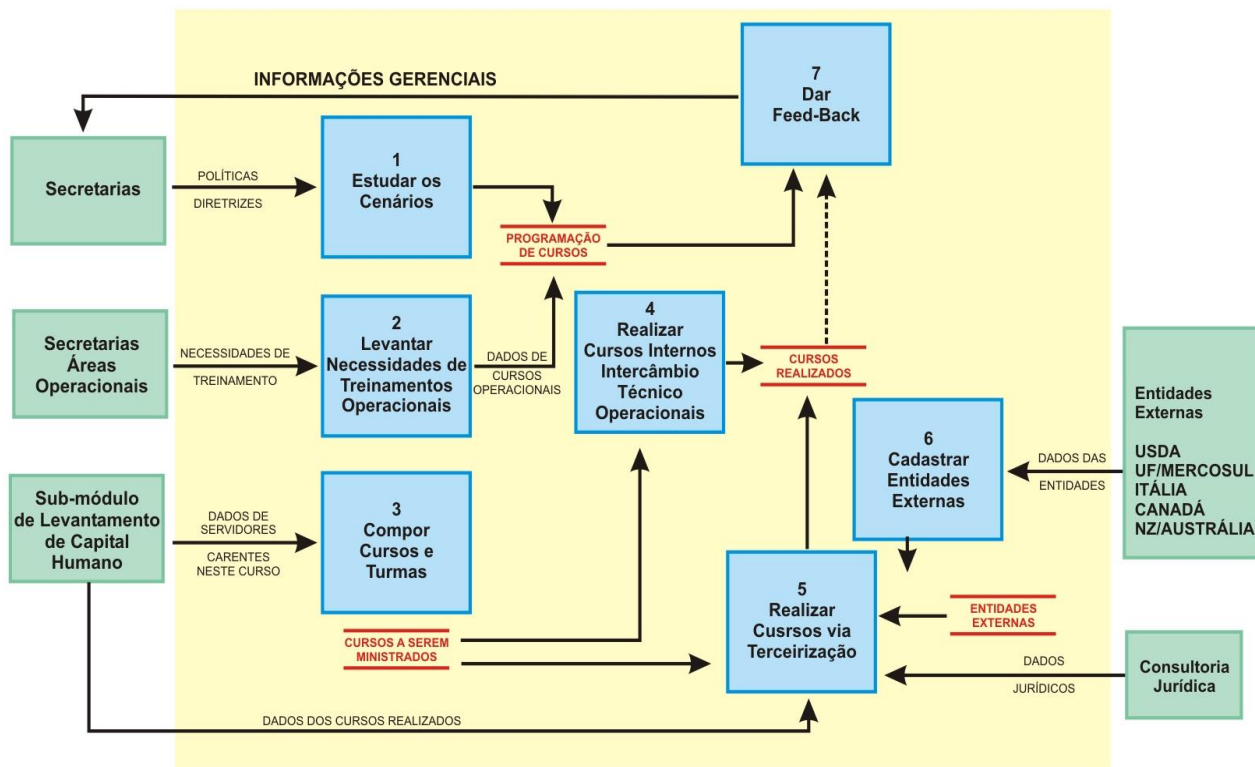 INFORMAÇÕES GERENCIAIS
7
Dar
Feed-Back
Secretarias
POLÍTICAS
DIRETRIZES
1
Estudar os
Cenários
PROGRAMAÇÃO
DE CURSOS
Secretarias
Áreas
Operacionais
NECESSIDADES DE
TREINAMENTO
2
Levantar
Necessidades de
Treinamentos
Operacionais
DADOS DE
CURSOS
OPERACIONAIS
4
Realizar
Cursos Internos
Intercâmbio
Técnico
Operacionais
CURSOS
REALIZADOS
Entidades
Externas
USDA
UF/MERCOSUL
ITÁLIA
CANADÁ
NZ/AUSTRÁLIA
6
Cadastrar
Entidades
Externas
DADOS DAS
ENTIDADES
Sub-módulo
de Levantamento
de Capital
Humano
DADOS DE
SERVIDORES
CARENTES
NESTE CURSO
3
Compor
Cursos e
Turmas
CURSOS A SEREM
MINISTRADOS
5
Realizar
Cusrsos via
Terceirização
ENTIDADES
EXTERNAS
DADOS
JURÍDICOS
Consultoria
Jurídica
DADOS DOS CURSOS REALIZADOS